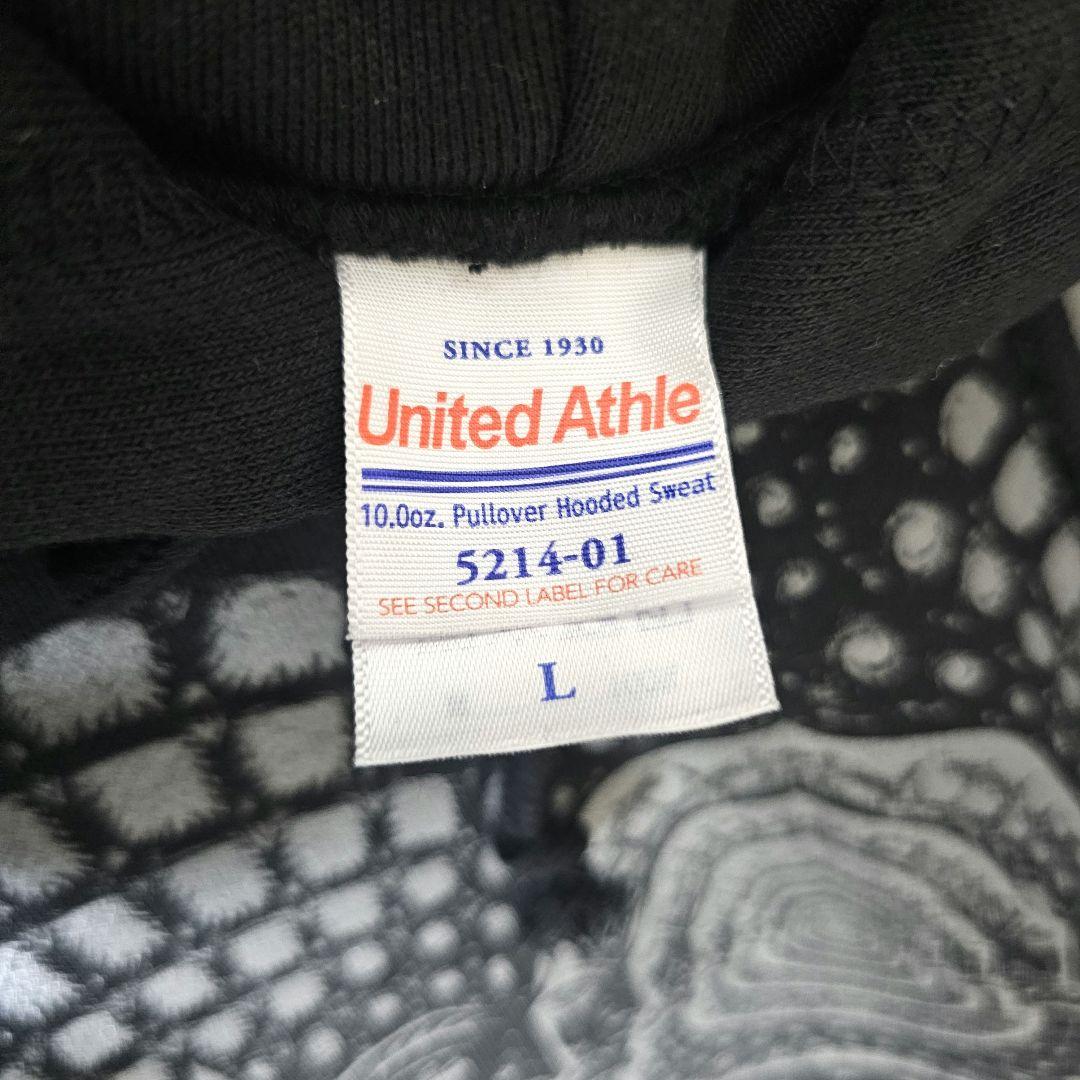 SINCE 1930
United Athle
10.0oz. Pullover Hooded Sweat
5214-01
SEE SECOND LABEL FOR CARE
L